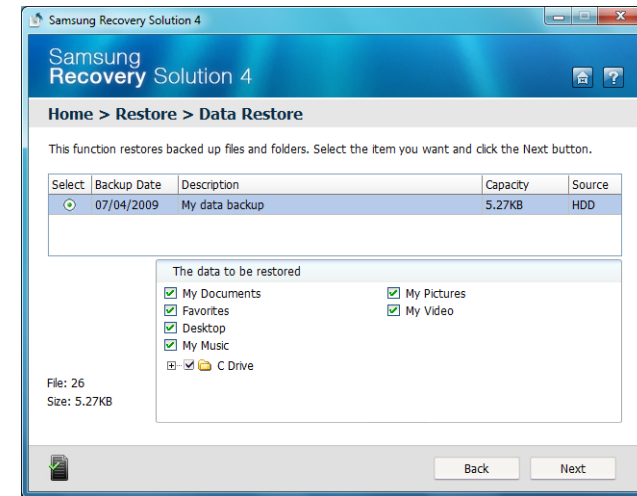 Samsung Recovery Solution 4
Samsung
Recovery Solution 4
Home > Restore > Data Restore
This function restores backed up files and folders. Select the item you want and click the Next button.
Select Backup Date Description Capacity Source
07/04/2009 My data backup 5.27KB HDD
The data to be restored
My Documents My Pictures
Favorites My Video
Desktop
My Music
C Drive
File: 26
Size: 5.27KB
Back Next